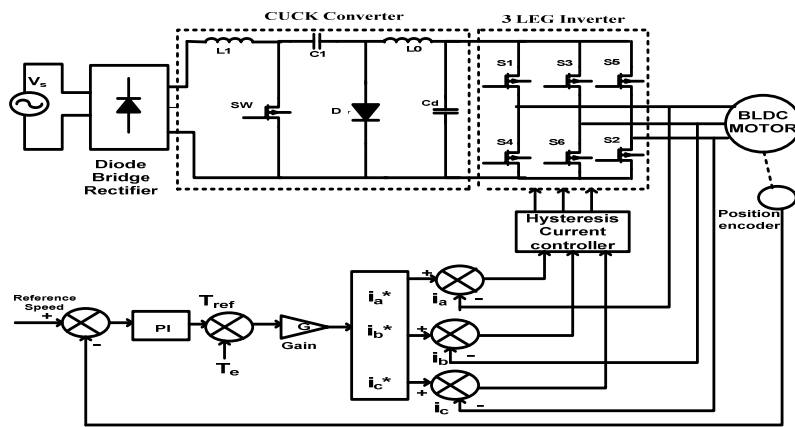 CUCK Converter
3 LEG Inverter
L1
C1
L0
Vs
SW
D
Cd
S1
S3
S5
S4
S6
S2
BLDC
MOTOR
Diode
Bridge
Rectifier
Position
encoder
Hysteresis
Current
controller
Reference
Speed
+
-
PI
Tref
Te
G
Gain
ia*
ib*
ic*
+
ia
-
+
ib
-
+
ic
-